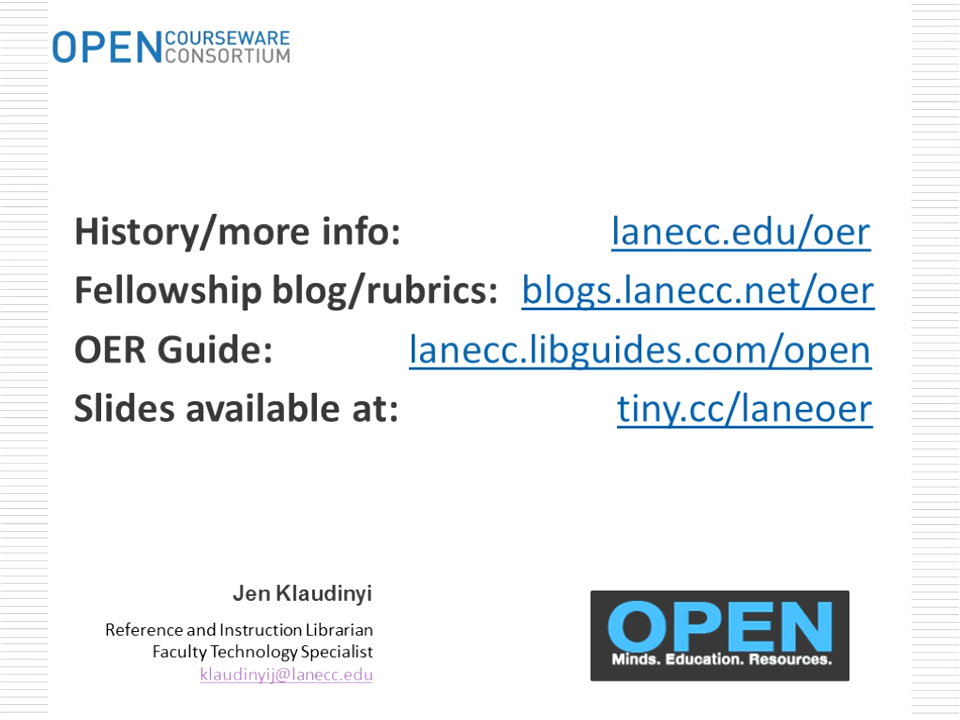 OPEN COURSEWARE
CONSORTIUM
History/more info: lanecc.edu/oer
Fellowship blog/rubrics: blogs.lanecc.net/oer
OER Guide: lanecc.libguides.com/open
Slides available at: tiny.cc/laneoer
Jen Klaudinyi
Reference and Instruction Librarian
Faculty Technology Specialist
klaudinyij@lanecc.edu
OPEN
Minds. Education. Resources.